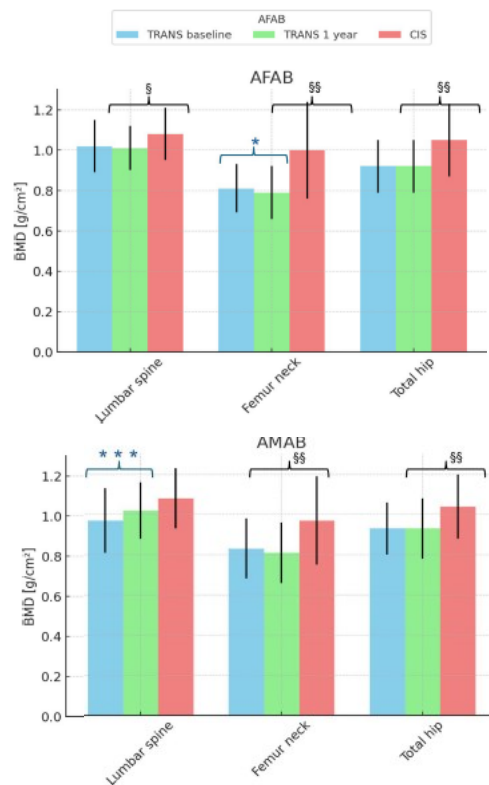 AFAB
TRANS baseline TRANS 1 year CIS
AFAB
§ §§ §§
*
1.2
1.0
0.8
0.6
0.4
0.2
0.0
BMD [g/cm²]
Lumbar spine Femur neck Total hip
AMAB
* * * §§ §§
1.2
1.0
0.8
0.6
0.4
0.2
0.0
BMD [g/cm²]
Lumbar spine Femur neck Total hip